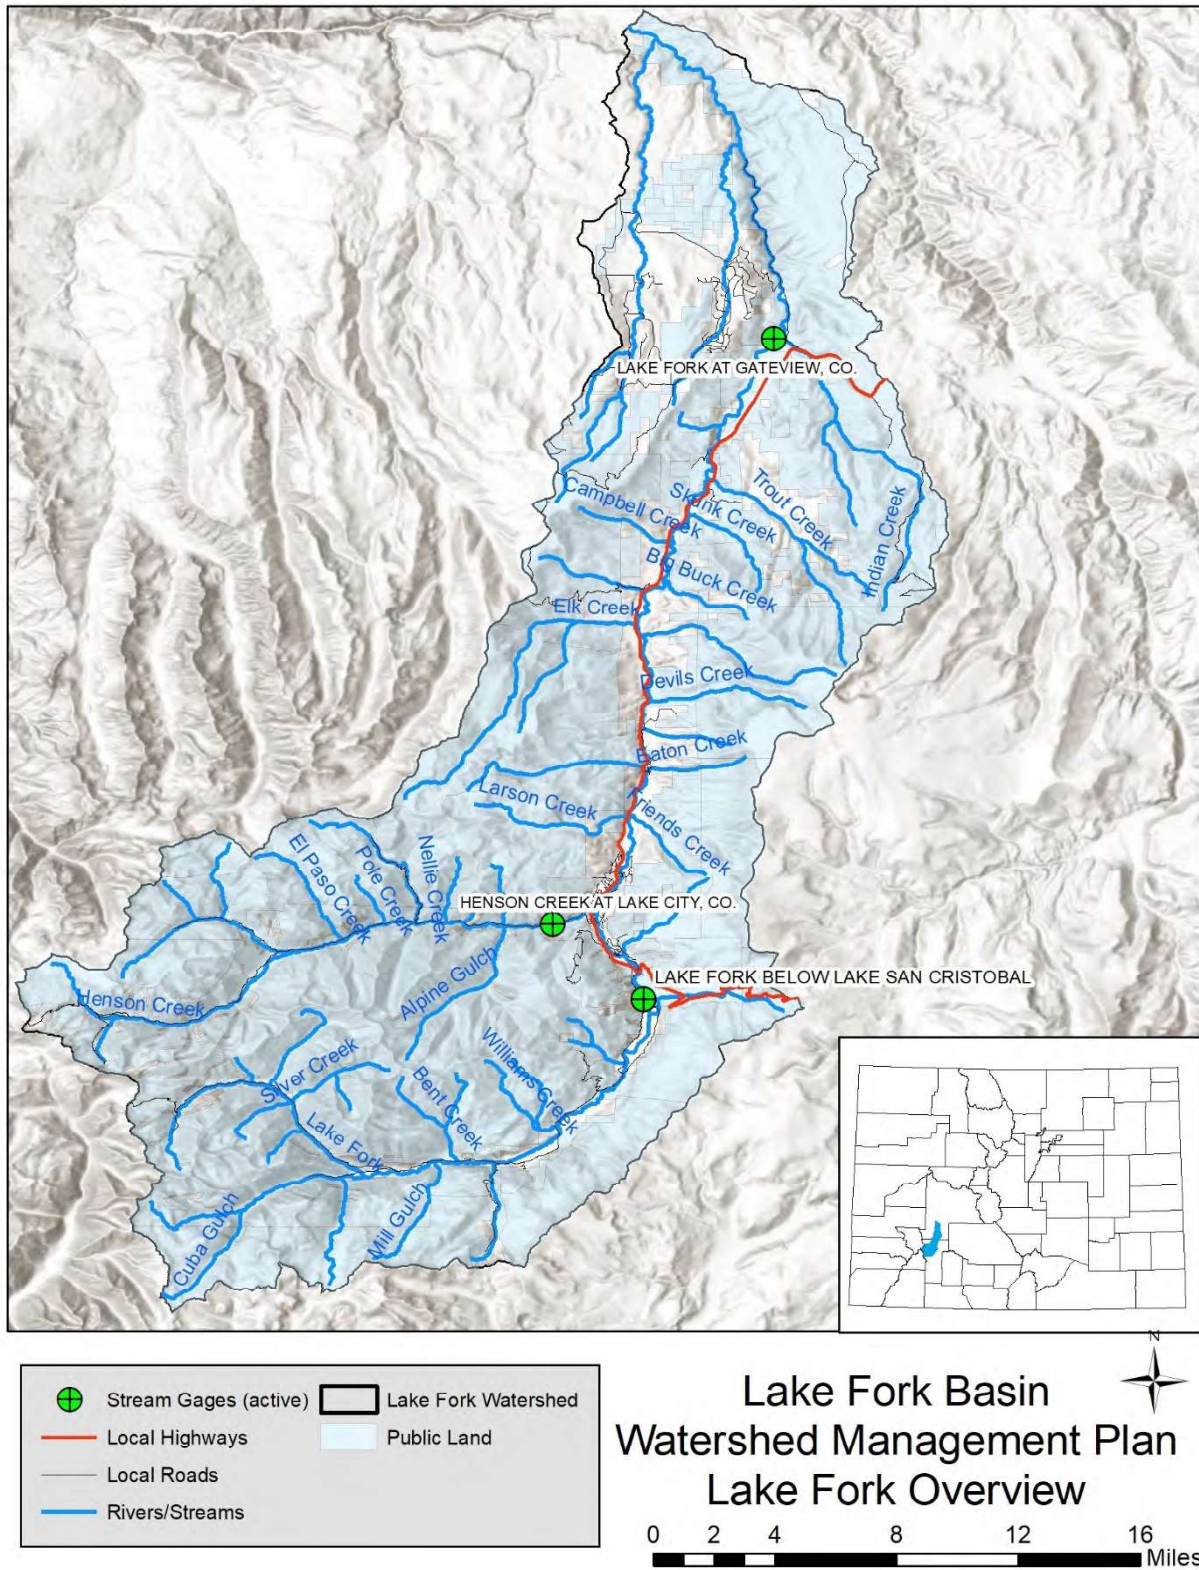 LAKE FORK AT GATEVIEW, CO.
Campbell Creek
Skunk Creek
Trout Creek
Indian Creek
Big Buck Creek
Elk Creek
Devils Creek
Eaton Creek
Larson Creek
Friends Creek
El Paso Creek
Pole Creek
Nellie Creek
HENSON CREEK AT LAKE CITY, CO.
Alpine Gulch
LAKE FORK BELOW LAKE SAN CRISTOBAL
Henson Creek
Silver Creek
Williams Creek
Bent Creek
Lake Fork
Mill Gulch
Cuba Gulch
N
Stream Gages (active)
Lake Fork Watershed
Local Highways
Public Land
Local Roads
Rivers/Streams
Lake Fork Basin
Watershed Management Plan
Lake Fork Overview
0 2 4 8 12 16
Miles